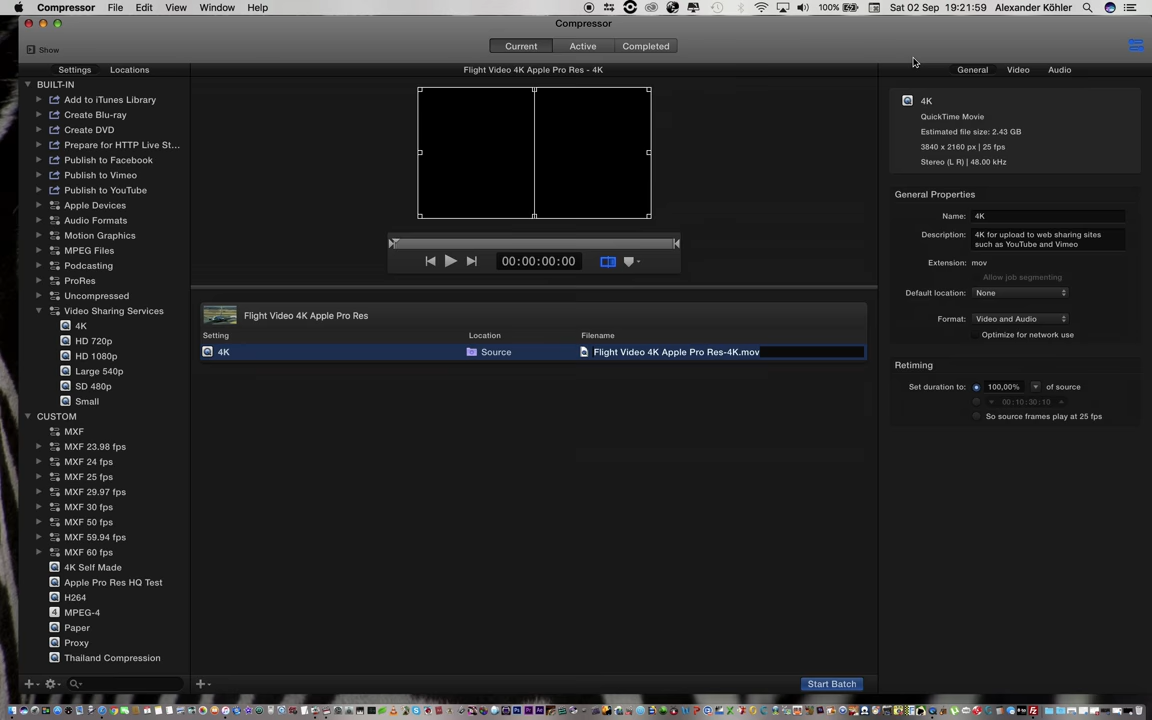 Compressor File Edit View Window Help 100% Sat 02 Sep 19:21:59 Alexander Köhler
Compressor
Show Current Active Completed
Settings Locations Flight Video 4K Apple Pro Res - 4K General Video Audio
BUILT-IN
Add to iTunes Library
Create Blu-ray
Create DVD
Prepare for HTTP Live St...
Publish to Facebook
Publish to Vimeo
Publish to YouTube
Apple Devices
Audio Formats
Motion Graphics
MPEG Files
Podcasting
ProRes
Uncompressed
Video Sharing Services
4K
HD 720p
HD 1080p
Large 540p
SD 480p
Small
CUSTOM
MXF
MXF 23.98 fps
MXF 24 fps
MXF 25 fps
MXF 29.97 fps
MXF 30 fps
MXF 50 fps
MXF 59.94 fps
MXF 60 fps
4K Self Made
Apple Pro Res HQ Test
H264
4 MPEG-4
Paper
Proxy
Thailand Compression
00:00:00:00
Flight Video 4K Apple Pro Res
Setting Location Filename
4K Source Flight Video 4K Apple Pro Res-4K.mov
Start Batch
4K
QuickTime Movie
Estimated file size: 2.43 GB
3840 x 2160 px | 25 fps
Stereo (L R) | 48.00 kHz
General Properties
Name: 4K
Description: 4K for upload to web sharing sites
such as YouTube and Vimeo
Extension: mov
Allow job segmenting
Default location: None
Format: Video and Audio
Optimize for network use
Retiming
Set duration to: 100,00% of source
00:10:30:10
So source frames play at 25 fps